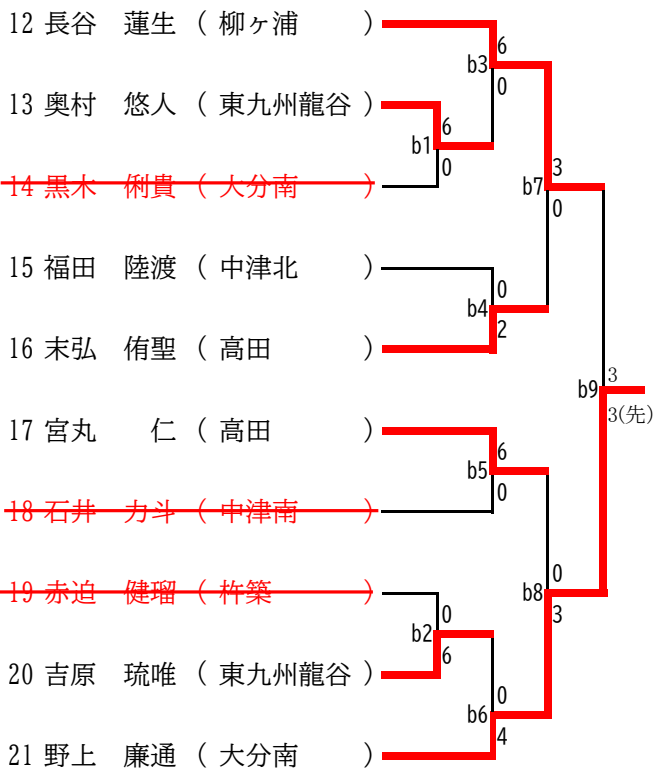 12 長谷 蓮生 ( 柳ヶ浦 )
6
b3
0
13 奥村 悠人 ( 東九州龍谷 )
6
b1
0
14 黒木 俐貴 ( 大分南 )
3
b7
0
15 福田 陸渡 ( 中津北 )
0
b4
2
16 末弘 侑聖 ( 高田 )
3
b9
3(先)
17 宮丸 仁 ( 高田 )
6
b5
0
18 石井 力斗 ( 中津南 )
0
b8
3
19 赤迫 健瑠 ( 杵築 )
0
b2
6
20 吉原 琉唯 ( 東九州龍谷 )
0
b6
4
21 野上 廉通 ( 大分南 )